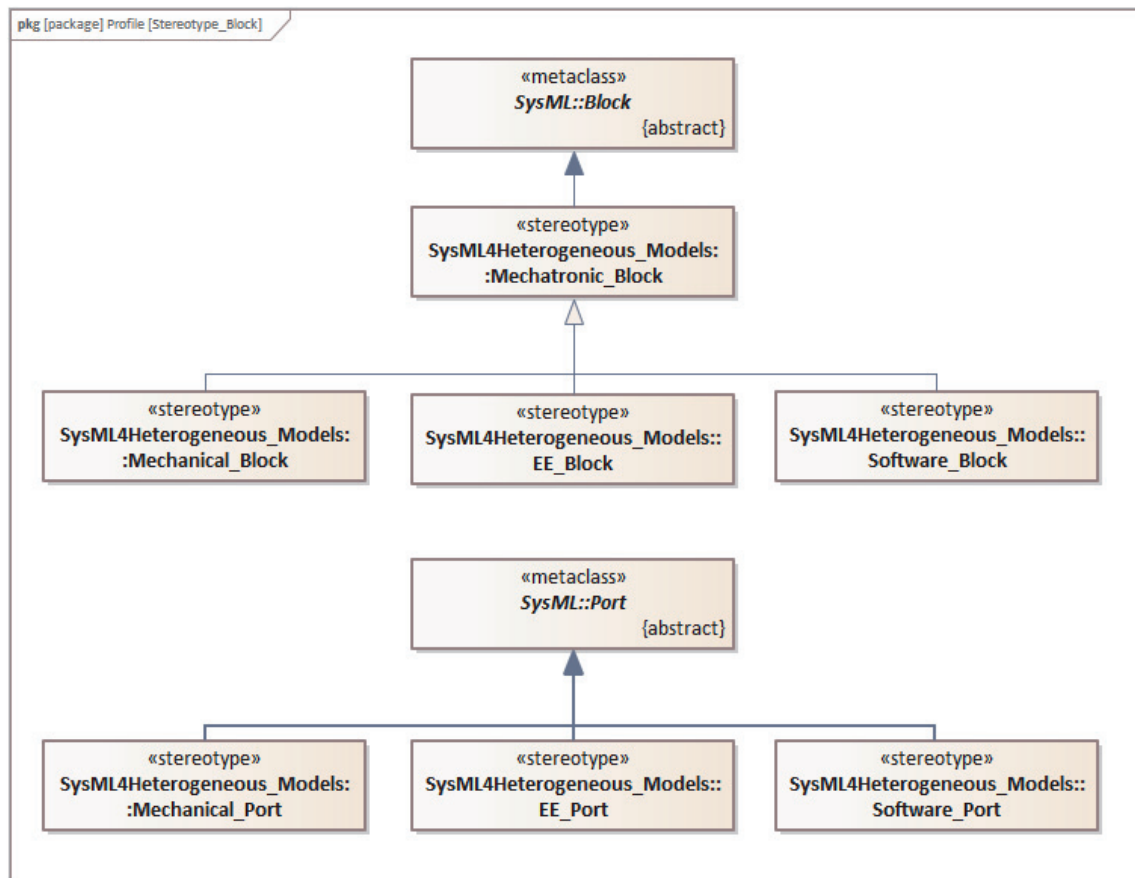 pkg [package] Profile [Stereotype_Block]
«metaclass»
SysML::Block
{abstract}
«stereotype»
SysML4Heterogeneous_Models:
:Mechatronic_Block
«stereotype»
SysML4Heterogeneous_Models:
:Mechanical_Block
«stereotype»
SysML4Heterogeneous_Models::
EE_Block
«stereotype»
SysML4Heterogeneous_Models::
Software_Block
«metaclass»
SysML::Port
{abstract}
«stereotype»
SysML4Heterogeneous_Models:
:Mechanical_Port
«stereotype»
SysML4Heterogeneous_Models::
EE_Port
«stereotype»
SysML4Heterogeneous_Models::
Software_Port